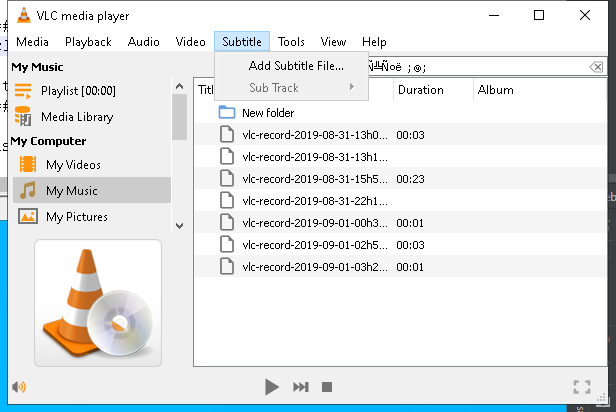 VLC media player
Media Playback Audio Video Subtitle Tools View Help
Add Subtitle File...
Sub Track
My Music
Playlist [00:00]
Media Library
My Computer
My Videos
My Music
My Pictures
Duration Album
New folder
vlc-record-2019-08-31-13h0... 00:03
vlc-record-2019-08-31-13h1...
vlc-record-2019-08-31-15h5... 00:23
vlc-record-2019-08-31-22h1...
vlc-record-2019-09-01-00h3... 00:01
vlc-record-2019-09-01-02h5... 00:03
vlc-record-2019-09-01-03h2... 00:01